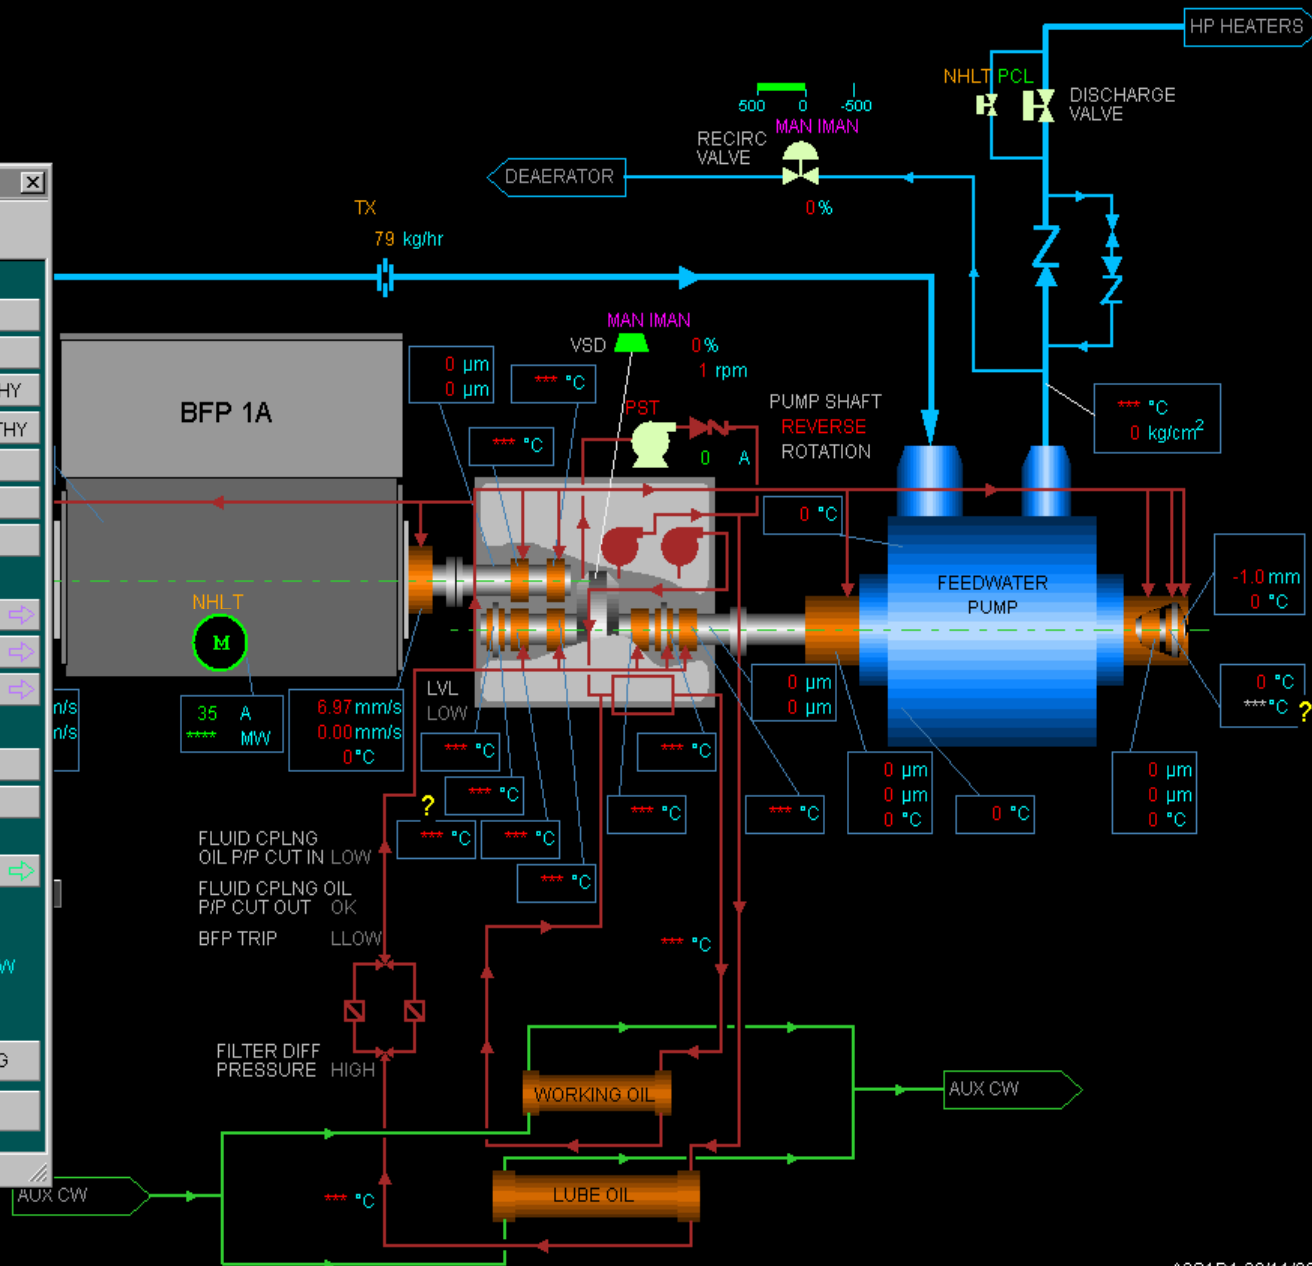 HP HEATERS
NHLT PCL
DISCHARGE
VALVE
500 0 -500
MAN IMAN
RECIRC
VALVE
DEAERATOR
0%
TX
79 kg/hr
MAN IMAN
VSD
0%
1 rpm
HY
THY
BFP 1A
0 µm
0 µm
*** °C
*** °C
PST
0 A
PUMP SHAFT
REVERSE
ROTATION
*** °C
0 kg/cm²
0 °C
FEEDWATER
PUMP
-1.0 mm
0 °C
NHLT
M
35 A
**** MW
6.97 mm/s
0.00 mm/s
0 °C
LVL
LOW
0 µm
0 µm
0 °C
*** °C
?
n/s
n/s
*** °C
*** °C
*** °C
?
*** °C
*** °C
*** °C
*** °C
*** °C
0 µm
0 µm
0 °C
0 °C
0 µm
0 µm
0 °C
FLUID CPLNG
OIL P/P CUT IN LOW
FLUID CPLNG OIL
P/P CUT OUT OK
BFP TRIP LLOW
*** °C
W
FILTER DIFF
PRESSURE HIGH
G
WORKING OIL
AUX CW
AUX CW
*** °C
LUBE OIL